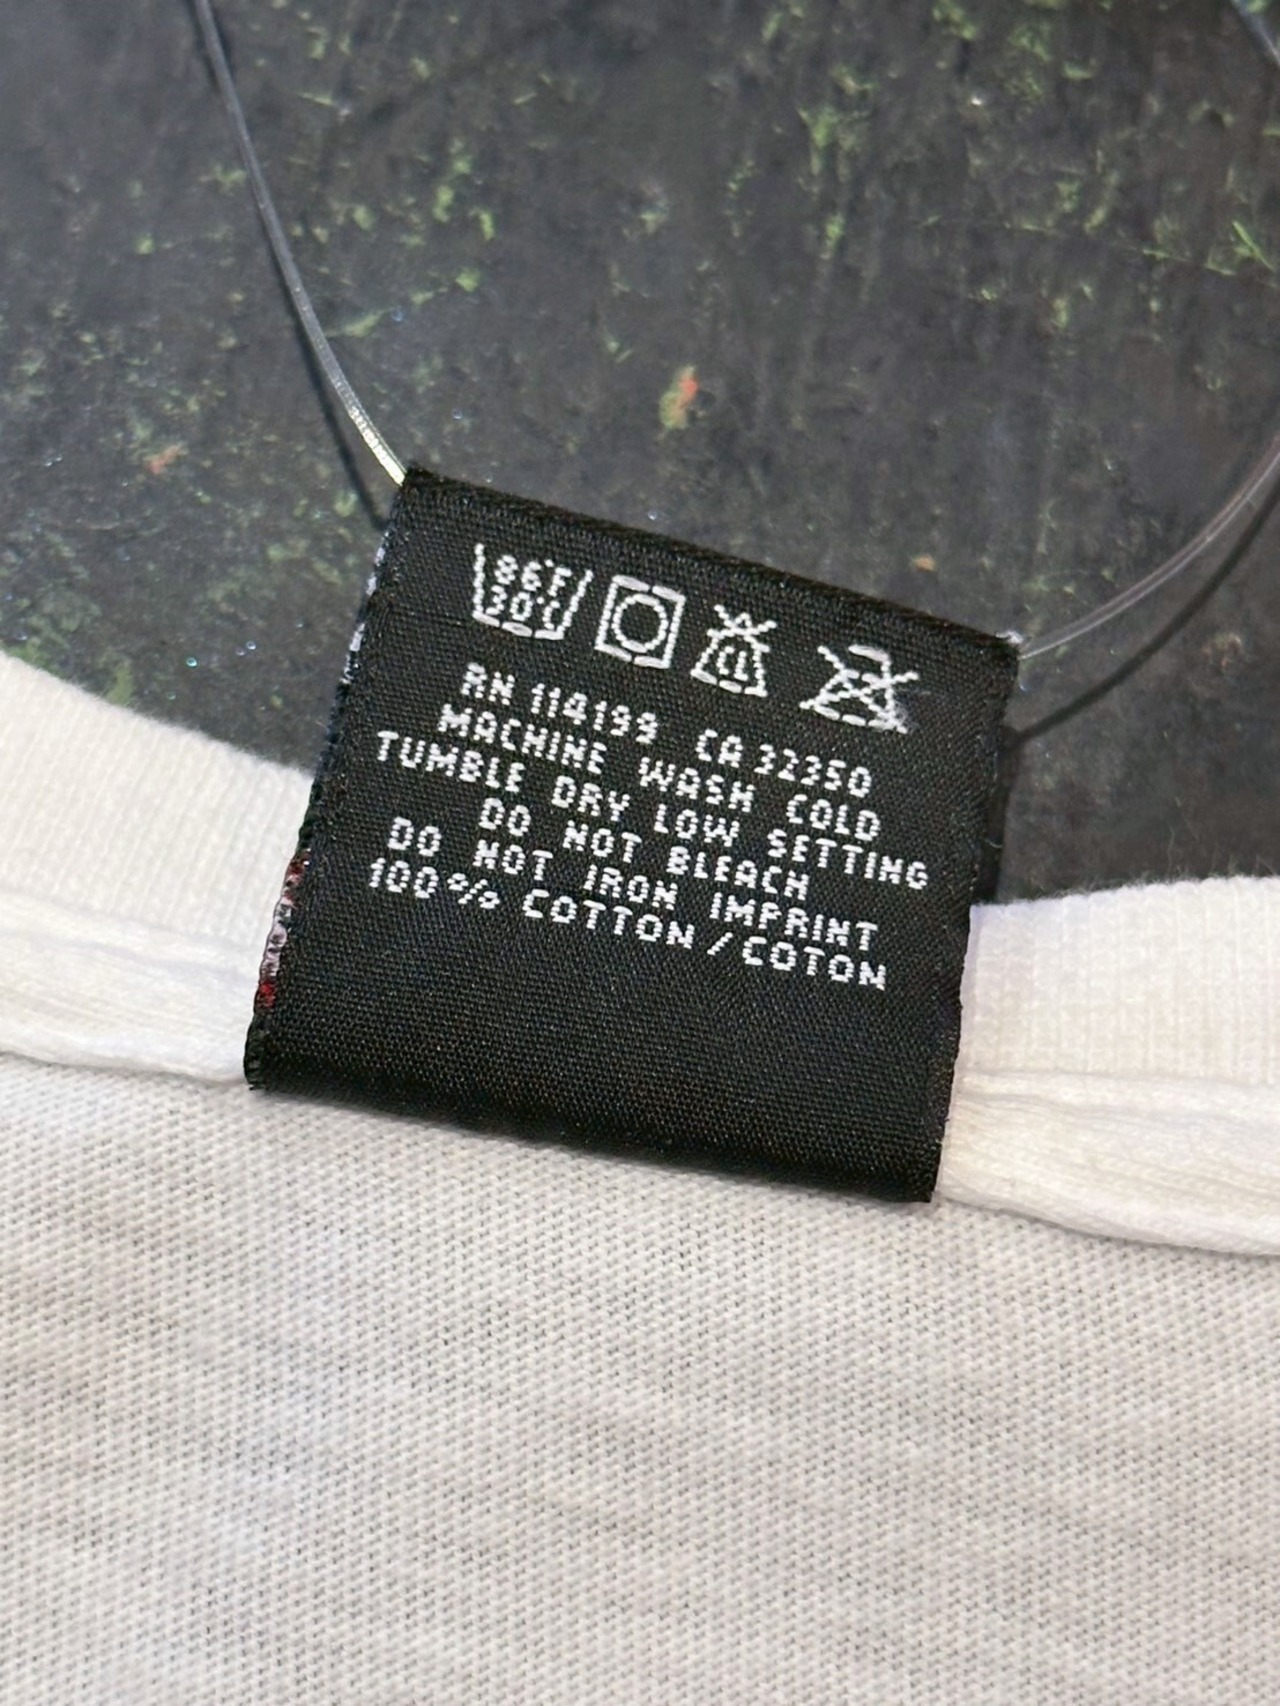 86°F
30°C
CL
RN 114199 CA 32350
MACHINE WASH COLD
TUMBLE DRY LOW SETTING
DO NOT BLEACH
DO NOT IRON IMPRINT
100% COTTON/COTON